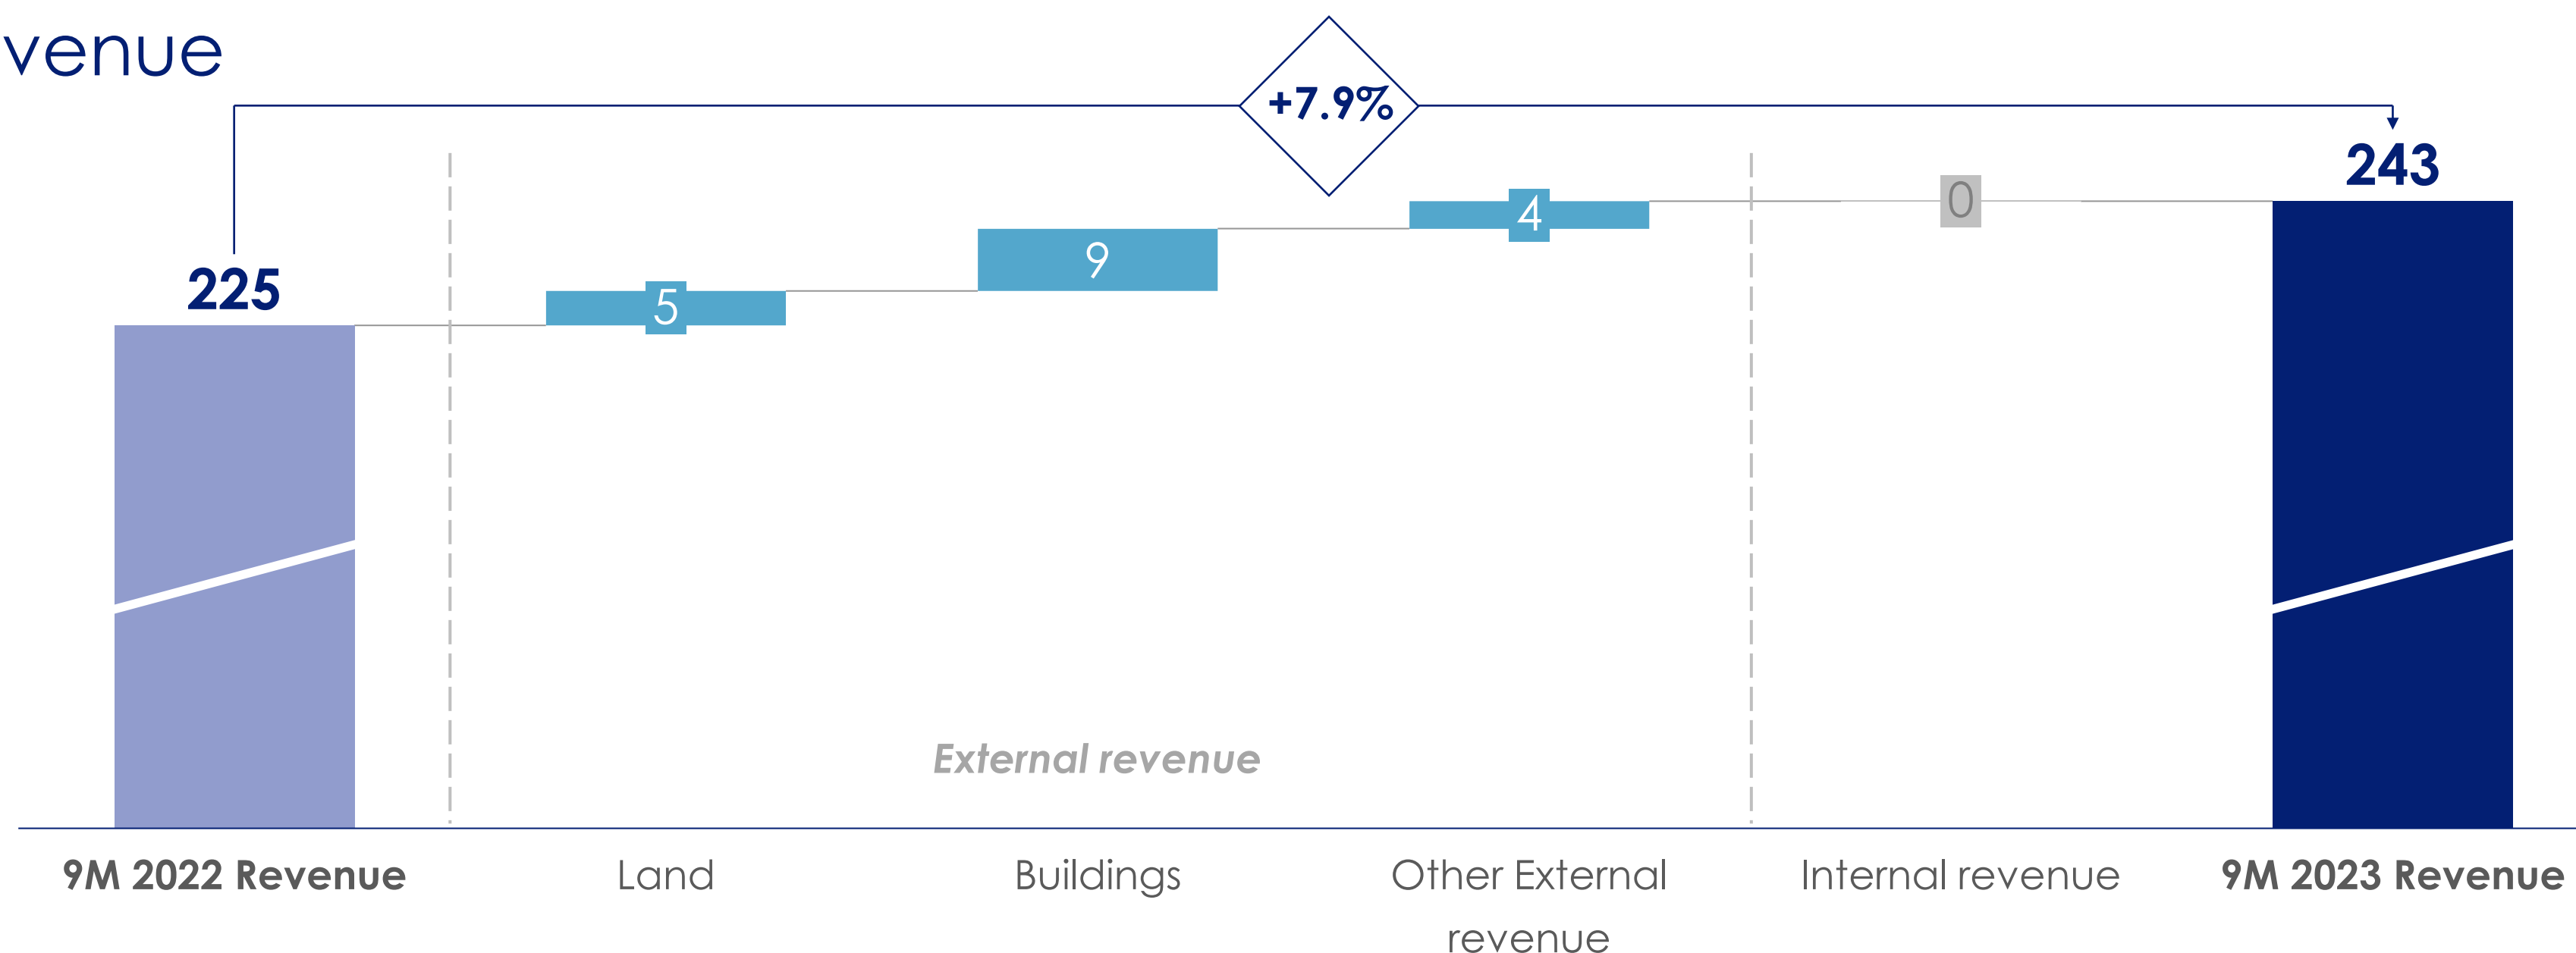 venue
+7.9%
243
0
4
9
5
225
External revenue
9M 2022 Revenue
Land
Buildings
Other External
revenue
Internal revenue
9M 2023 Revenue